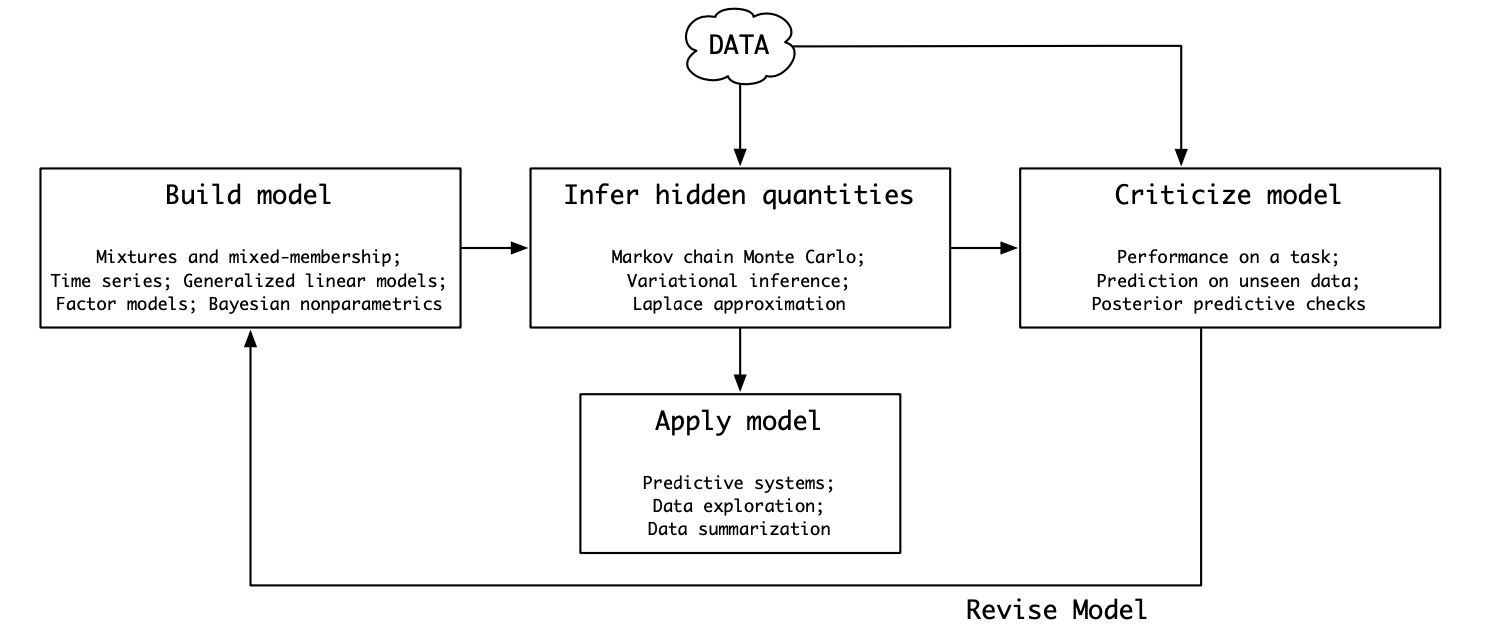 DATA
Build model
Mixtures and mixed-membership;
Time series; Generalized linear models;
Factor models; Bayesian nonparametrics
Infer hidden quantities
Markov chain Monte Carlo;
Variational inference;
Laplace approximation
Criticize model
Performance on a task;
Prediction on unseen data;
Posterior predictive checks
Apply model
Predictive systems;
Data exploration;
Data summarization
Revise Model